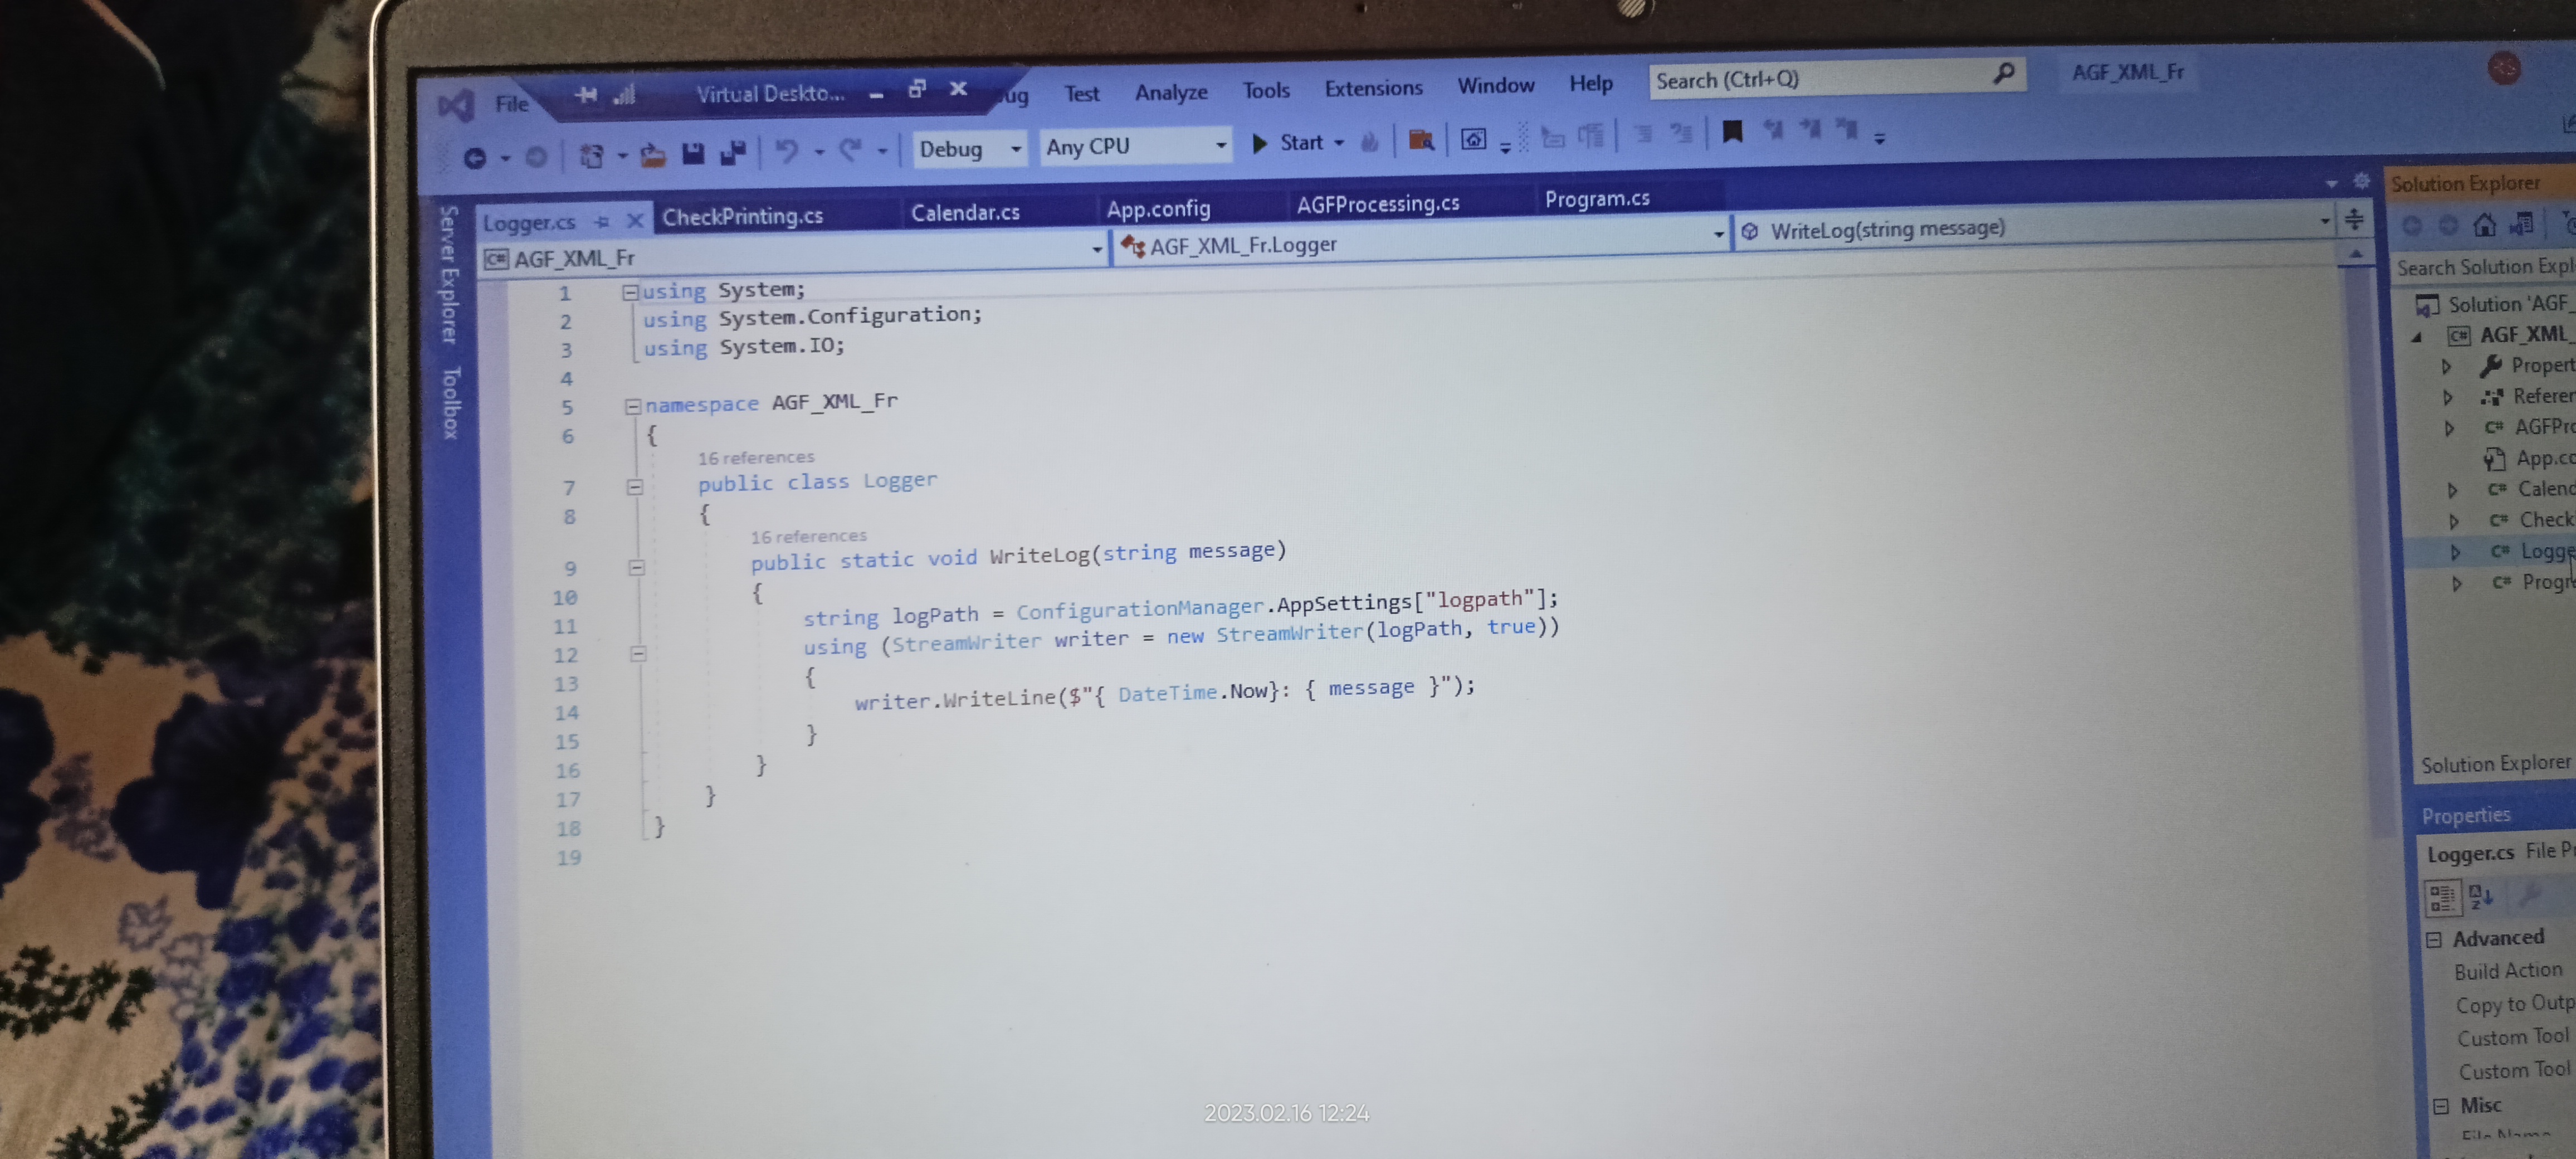 File
Virtual Deskto...
ug Test Analyze Tools Extensions Window Help
Search (Ctrl+Q)
AGF_XML_Fr
Debug
Any CPU
Start
Server Explorer
Toolbox
Logger.cs CheckPrinting.cs Calendar.cs App.config AGFProcessing.cs Program.cs
C# AGF_XML_Fr
AGF_XML_Fr.Logger
WriteLog(string message)
1 using System;
2 using System.Configuration;
3 using System.IO;
4
5 namespace AGF_XML_Fr
6 {
16 references
7 public class Logger
8 {
16 references
9 public static void WriteLog(string message)
10 {
11 string logPath = ConfigurationManager.AppSettings["logpath"];
12 using (StreamWriter writer = new StreamWriter(logPath, true))
13 {
14 writer.WriteLine($"{ DateTime.Now}: { message }");
15 }
16 }
17 }
18 }
19
Solution Explorer
Search Solution Expl
Solution 'AGF_
C# AGF_XML_
Propert
Referen
C# AGFPro
App.co
C# Calend
C# Check
C# Logge
C# Progr
Solution Explorer
Properties
Logger.cs File Pr
Advanced
Build Action
Copy to Outp
Custom Tool
Custom Tool
Misc
File Name
2023.02.16 12:24